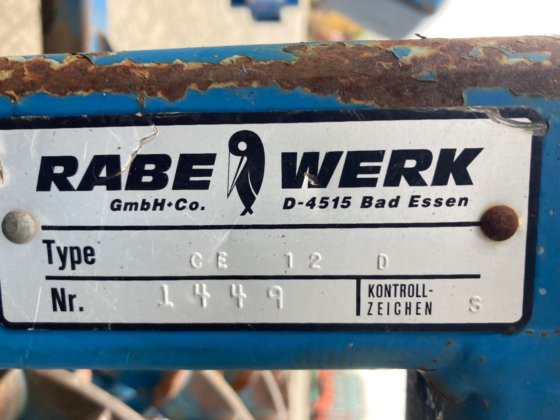 RABE WERK
GmbH·Co. D-4515 Bad Essen
Type CE 12 D
Nr. 1449 KONTROLL-
ZEICHEN S